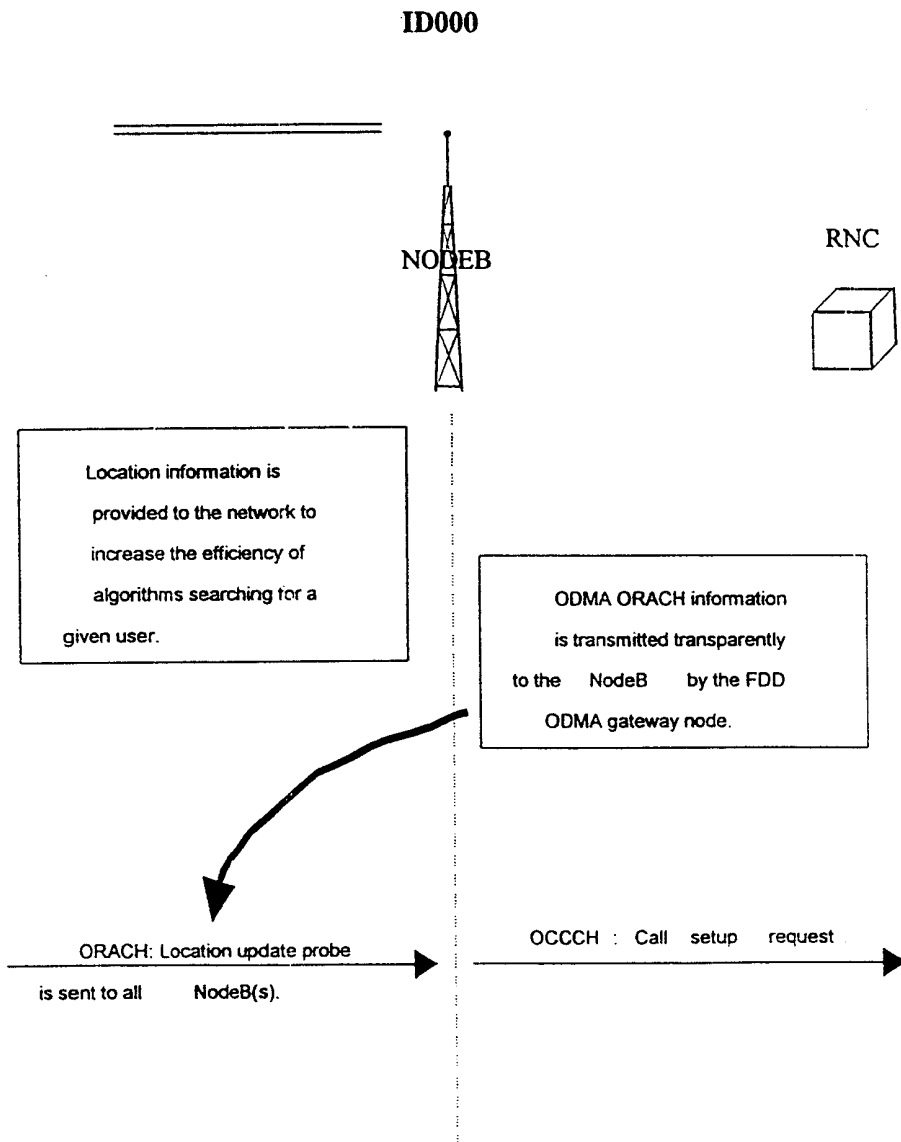 ID000
NODEB
RNC
Location information is
provided to the network to
increase the efficiency of
algorithms searching for a
given user.
ODMA ORACH information
is transmitted transparently
to the NodeB by the FDD
ODMA gateway node.
ORACH: Location update probe
is sent to all NodeB(s).
OCCCH : Call setup request